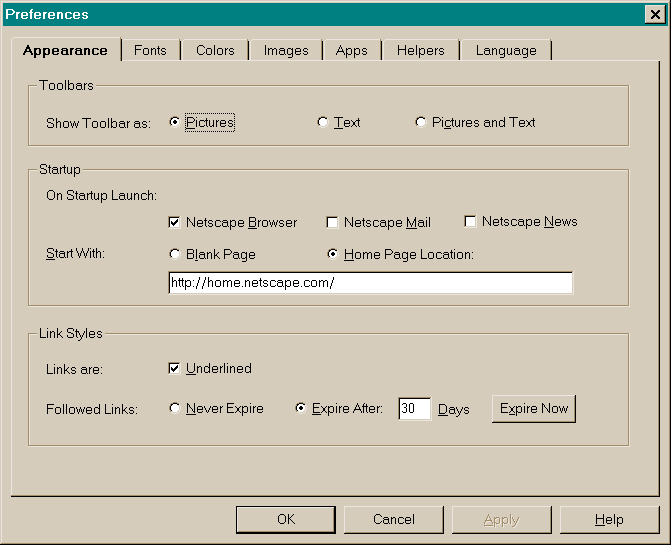 Preferences
Appearance Fonts Colors Images Apps Helpers Language
Toolbars
Show Toolbar as: Pictures Text Pictures and Text
Startup
On Startup Launch:
Netscape Browser Netscape Mail Netscape News
Start With: Blank Page Home Page Location:
http://home.netscape.com/
Link Styles
Links are: Underlined
Followed Links: Never Expire Expire After: 30 Days Expire Now
OK Cancel Apply Help